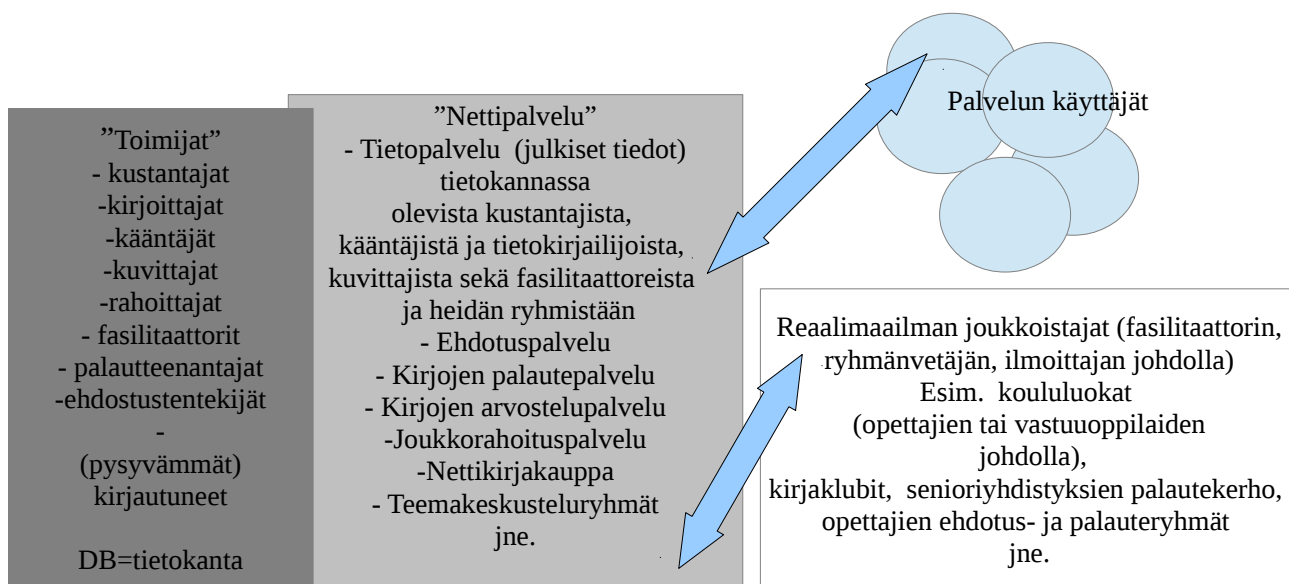 ”Toimijat”
- kustantajat
-kirjoittajat
-kääntäjät
-kuvittajat
-rahoittajat
- fasilitaattorit
- palautteenantajat
-ehdostustentekijät
-
(pysyvämmät)
kirjautuneet
DB=tietokanta
”Nettipalvelu”
- Tietopalvelu (julkiset tiedot)
tietokannassa
olevista kustantajista,
kääntäjistä ja tietokirjailijoista,
kuvittajista sekä fasilitaattoreista
ja heidän ryhmistään
- Ehdotuspalvelu
- Kirjojen palautepalvelu
- Kirjojen arvostelupalvelu
-Joukkorahoituspalvelu
-Nettikirjakauppa
- Teemakeskusteluryhmät
jne.
Palvelun käyttäjät
Reaalimaailman joukkoistajat (fasilitaattorin,
ryhmänvetäjän, ilmoittajan johdolla)
Esim. koululuokat
(opettajien tai vastuuoppilaiden
johdolla),
kirjaklubit, senioriyhdistyksien palautekerho,
opettajien ehdotus- ja palauteryhmät
jne.